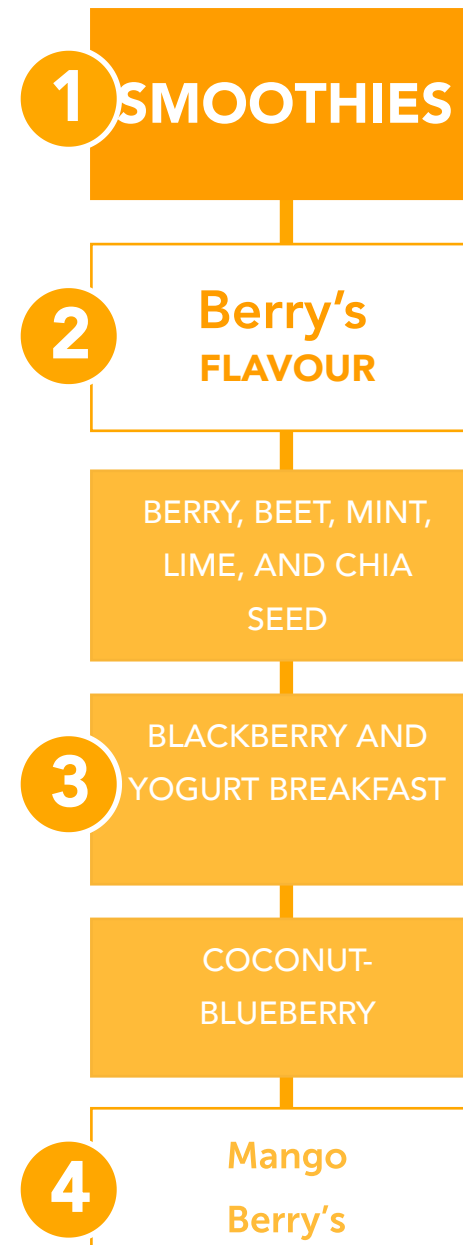 1
SMOOTHIES
2
Berry's
FLAVOUR
BERRY, BEET, MINT,
LIME, AND CHIA
SEED
3
BLACKBERRY AND
YOGURT BREAKFAST
COCONUT-
BLUEBERRY
4
Mango
Berry's